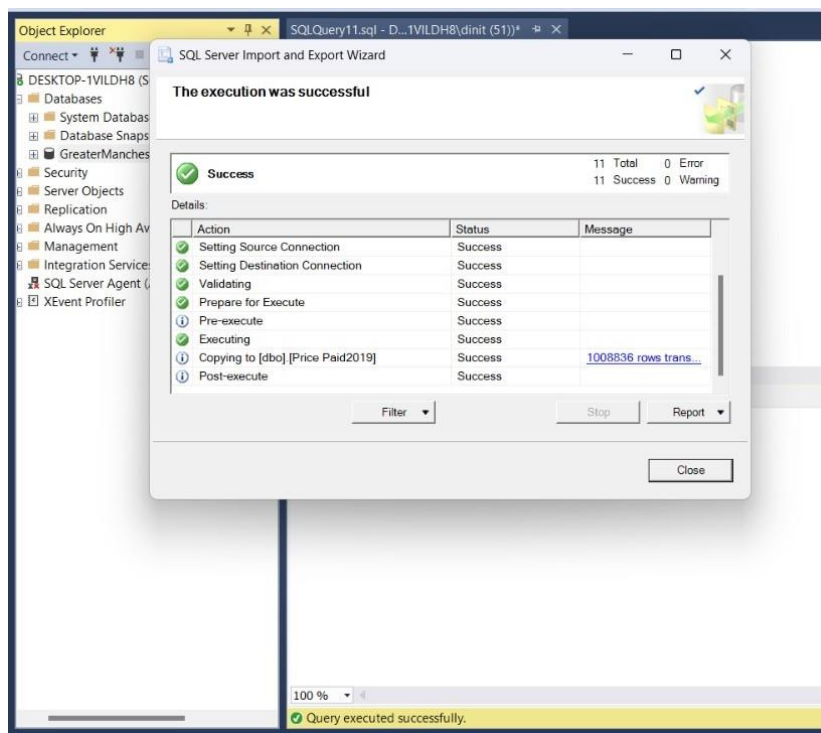 Object Explorer
SQLQuery11.sql - D...1VILDH8\dinit (51))*
Connect
DESKTOP-1VILDH8 (S
Databases
System Databas
Database Snaps
GreaterManches
Security
Server Objects
Replication
Always On High Av
Management
Integration Service
SQL Server Agent (
XEvent Profiler
SQL Server Import and Export Wizard
The execution was successful
Success
11 Total 0 Error
11 Success 0 Warning
Details:
Action Status Message
Setting Source Connection Success
Setting Destination Connection Success
Validating Success
Prepare for Execute Success
Pre-execute Success
Executing Success
Copying to [dbo].[Price Paid2019] Success 1008836 rows trans...
Post-execute Success
Filter Stop Report
Close
100 %
Query executed successfully.